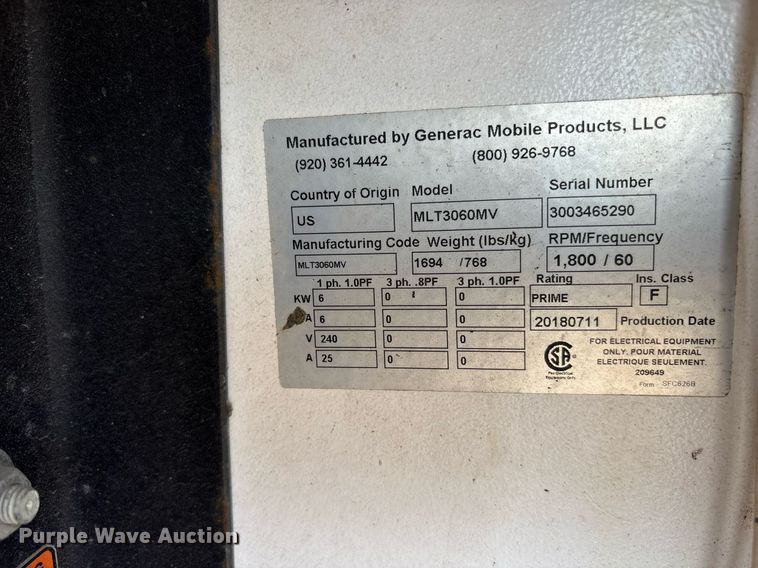 Manufactured by Generac Mobile Products, LLC
(920) 361-4442 (800) 926-9768
Country of Origin Model Serial Number
US MLT3060MV 3003465290
Manufacturing Code Weight (lbs/kg) RPM/Frequency
MLT3060MV 1694 /768 1,800 / 60
1 ph. 1.0PF 3 ph. .8PF 3 ph. 1.0PF Rating Ins. Class
KW 6 0 0 PRIME F
A 6 0 0 20180711 Production Date
V 240 0 0
A 25 0 0
FOR ELECTRICAL EQUIPMENT
ONLY. POUR MATERIAL
ELECTRIQUE SEULEMENT.
209649
Form SFC626B
Purple Wave Auction